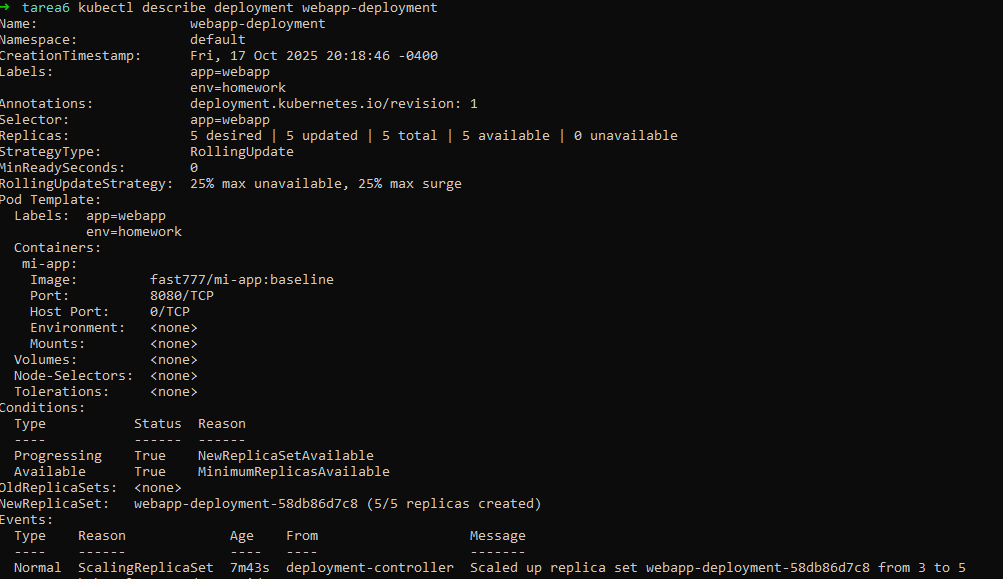 → tarea6 kubectl describe deployment webapp-deployment
Name:                   webapp-deployment
Namespace:              default
CreationTimestamp:      Fri, 17 Oct 2025 20:18:46 -0400
Labels:                 app=webapp
                        env=homework
Annotations:            deployment.kubernetes.io/revision: 1
Selector:               app=webapp
Replicas:               5 desired | 5 updated | 5 total | 5 available | 0 unavailable
StrategyType:           RollingUpdate
MinReadySeconds:        0
RollingUpdateStrategy:  25% max unavailable, 25% max surge
Pod Template:
  Labels:  app=webapp
           env=homework
  Containers:
   mi-app:
    Image:         fast777/mi-app:baseline
    Port:          8080/TCP
    Host Port:     0/TCP
    Environment:   <none>
    Mounts:        <none>
  Volumes:         <none>
  Node-Selectors:  <none>
  Tolerations:     <none>
Conditions:
  Type           Status  Reason
  ----           ------  ------
  Progressing    True    NewReplicaSetAvailable
  Available      True    MinimumReplicasAvailable
OldReplicaSets:  <none>
NewReplicaSet:   webapp-deployment-58db86d7c8 (5/5 replicas created)
Events:
  Type    Reason             Age    From                   Message
  ----    ------             ----   ----                   -------
  Normal  ScalingReplicaSet  7m43s  deployment-controller  Scaled up replica set webapp-deployment-58db86d7c8 from 3 to 5